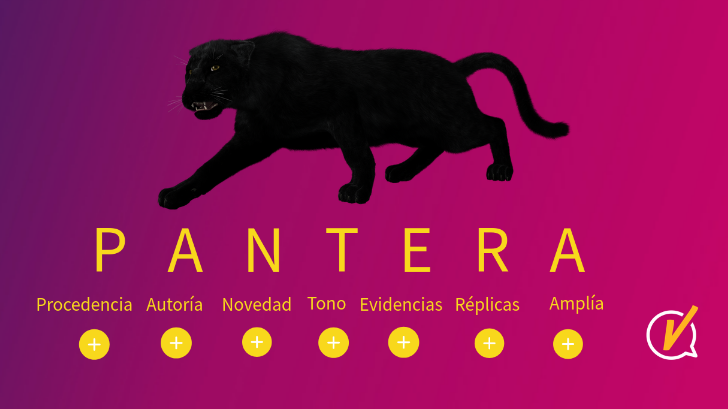 P A N T E R A
Procedencia Autoría Novedad Tono Evidencias Réplicas Amplía
+ + + + + + +